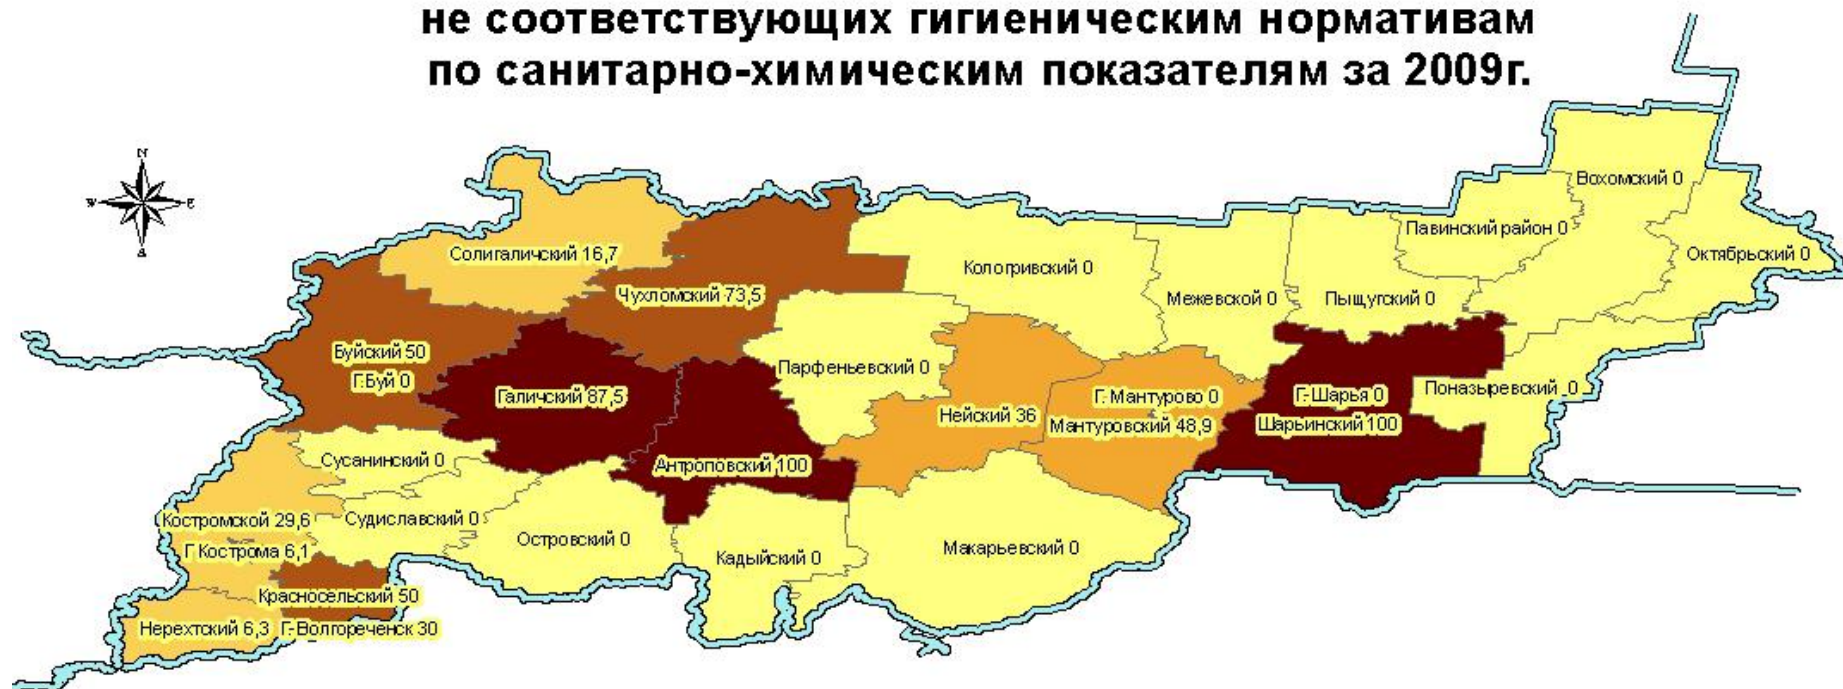 не соответствующих гигиеническим нормативам
по санитарно-химическим показателям за 2009г.
N
W
E
Вохомский 0
Павинский район 0
Октябрьский 0
Солигаличский 16,7
Кологривский 0
Чухломский 73,5
Межевской 0
Пыщугский 0
Буйский 50
Г.Буй 0
Парфеньевский 0
Поназыревский_0
Галичский 87,5
Г. Мантурово 0
Г.-Шарья 0
Нейский 36
Мантуровский 48,9
Шарьинский 100
Сусанинский 0
Антроповский 100
Костромской 29,6
Судиславский 0
Островский 0
Г Кострома 6,1
Кадыйский 0
Макарьевский 0
Красносельский 50
Нерехтский 6,3
Г.-Волгореченск 30